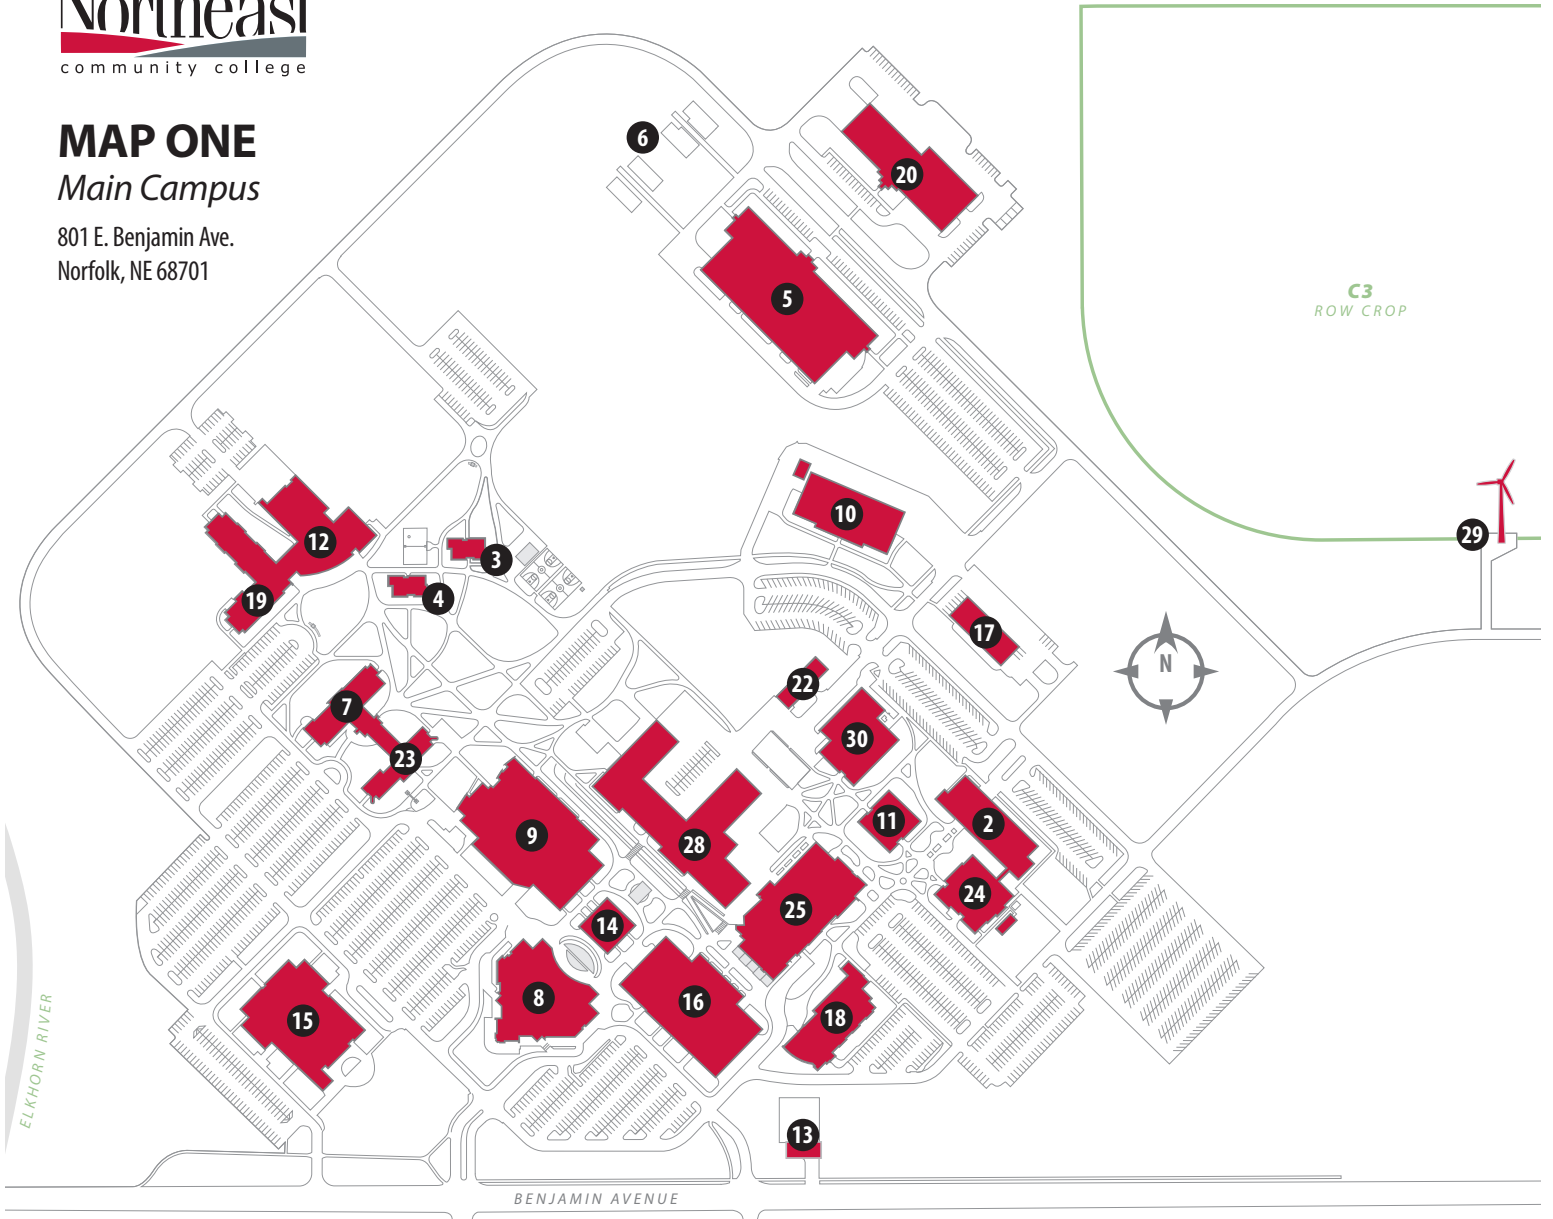 Northeast
community college
MAP ONE
Main Campus
801 E. Benjamin Ave.
Norfolk, NE 68701
6
20
5
C3
ROW CROP
10
29
12
3
4
19
17
N
22
7
30
23
9
11
2
28
24
25
14
8
16
15
18
ELKHORN RIVER
13
BENJAMIN AVENUE